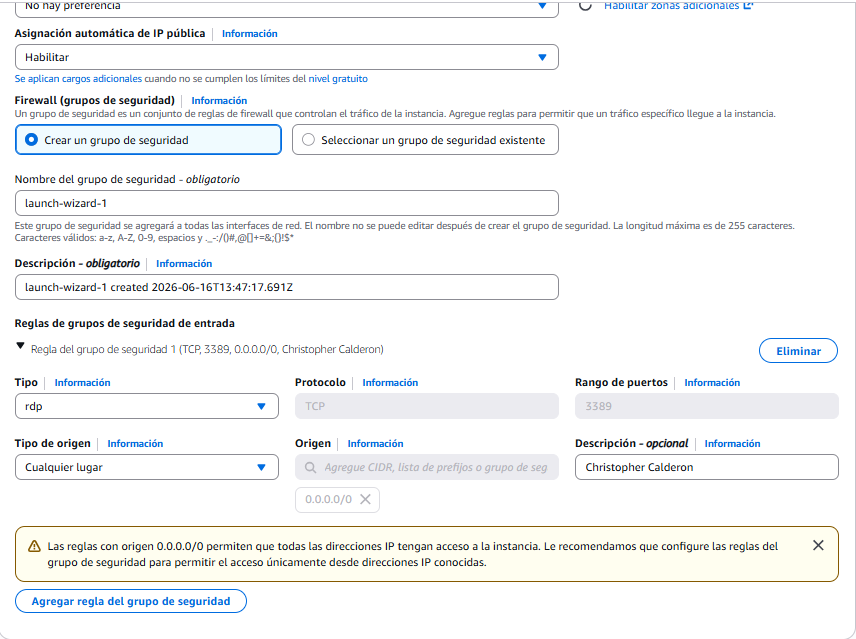 No hay preferencia
Habilitar zonas adicionales
Asignación automática de IP pública | Información
Habilitar
Se aplican cargos adicionales cuando no se cumplen los límites del nivel gratuito
Firewall (grupos de seguridad) | Información
Un grupo de seguridad es un conjunto de reglas de firewall que controlan el tráfico de la instancia. Agregue reglas para permitir que un tráfico específico llegue a la instancia.
Crear un grupo de seguridad
Seleccionar un grupo de seguridad existente
Nombre del grupo de seguridad - obligatorio
launch-wizard-1
Este grupo de seguridad se agregará a todas las interfaces de red. El nombre no se puede editar después de crear el grupo de seguridad. La longitud máxima es de 255 caracteres.
Caracteres válidos: a-z, A-Z, 0-9, espacios y ._-:/()#,@[]+=&;{}!$*
Descripción - obligatorio | Información
launch-wizard-1 created 2026-06-16T13:47:17.691Z
Reglas de grupos de seguridad de entrada
Regla del grupo de seguridad 1 (TCP, 3389, 0.0.0.0/0, Christopher Calderon)
Eliminar
Tipo | Información
Protocolo | Información
Rango de puertos | Información
rdp
TCP
3389
Tipo de origen | Información
Origen | Información
Descripción - opcional | Información
Cualquier lugar
Agregue CIDR, lista de prefijos o grupo de seg
Christopher Calderon
0.0.0.0/0
Las reglas con origen 0.0.0.0/0 permiten que todas las direcciones IP tengan acceso a la instancia. Le recomendamos que configure las reglas del
grupo de seguridad para permitir el acceso únicamente desde direcciones IP conocidas.
Agregar regla del grupo de seguridad